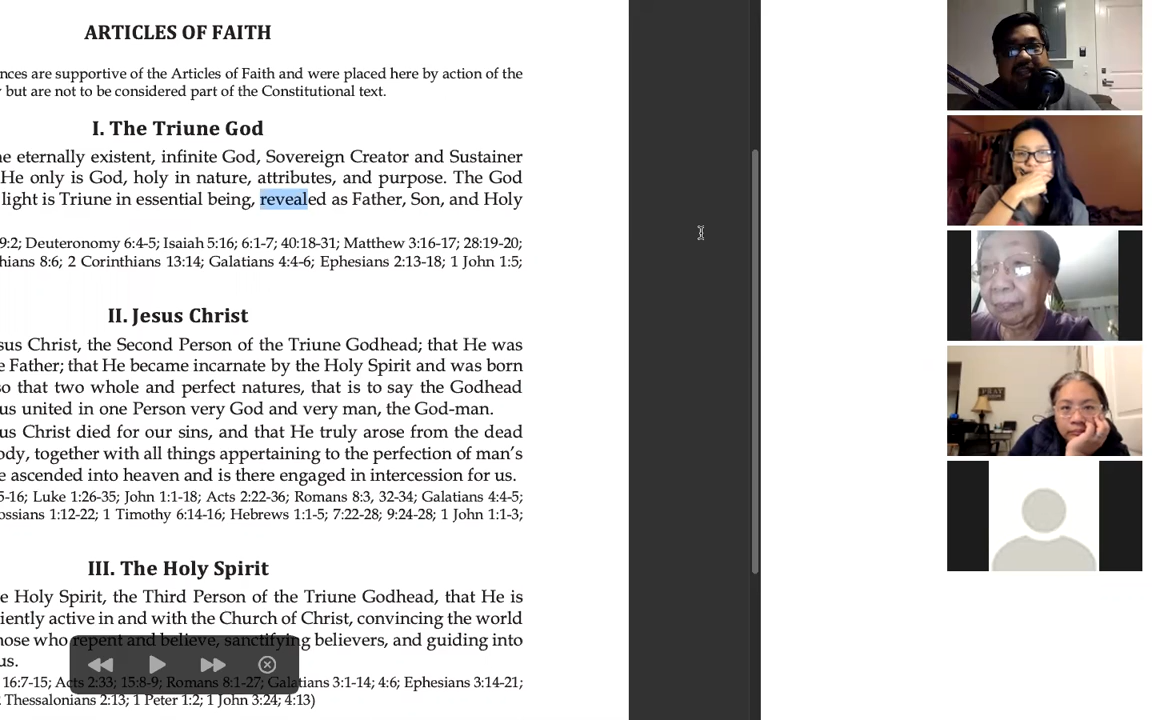 ARTICLES OF FAITH
nces are supportive of the Articles of Faith and were placed here by action of the
but are not to be considered part of the Constitutional text.
I. The Triune God
ne eternally existent, infinite God, Sovereign Creator and Sustainer
He only is God, holy in nature, attributes, and purpose. The God
light is Triune in essential being, revealed as Father, Son, and Holy
9:2; Deuteronomy 6:4-5; Isaiah 5:16; 6:1-7; 40:18-31; Matthew 3:16-17; 28:19-20;
hians 8:6; 2 Corinthians 13:14; Galatians 4:4-6; Ephesians 2:13-18; 1 John 1:5;
II. Jesus Christ
sus Christ, the Second Person of the Triune Godhead; that He was
e Father; that He became incarnate by the Holy Spirit and was born
so that two whole and perfect natures, that is to say the Godhead
us united in one Person very God and very man, the God-man.
us Christ died for our sins, and that He truly arose from the dead
ody, together with all things appertaining to the perfection of man's
e ascended into heaven and is there engaged in intercession for us.
5-16; Luke 1:26-35; John 1:1-18; Acts 2:22-36; Romans 8:3, 32-34; Galatians 4:4-5;
ossians 1:12-22; 1 Timothy 6:14-16; Hebrews 1:1-5; 7:22-28; 9:24-28; 1 John 1:1-3;
III. The Holy Spirit
e Holy Spirit, the Third Person of the Triune Godhead, that He is
iently active in and with the Church of Christ, convincing the world
hose who repent and believe, sanctifying believers, and guiding into
us.
16:7-15; Acts 2:33; 15:8-9; Romans 8:1-27; Galatians 3:1-14; 4:6; Ephesians 3:14-21;
2 Thessalonians 2:13; 1 Peter 1:2; 1 John 3:24; 4:13)
PRAY